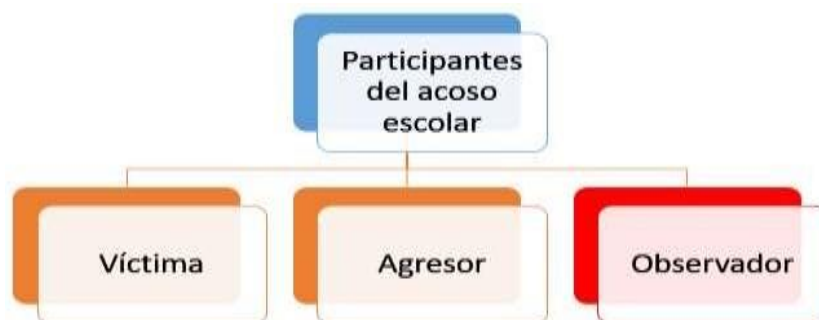 Participantes
del acoso
escolar
Víctima
Agresor
Observador